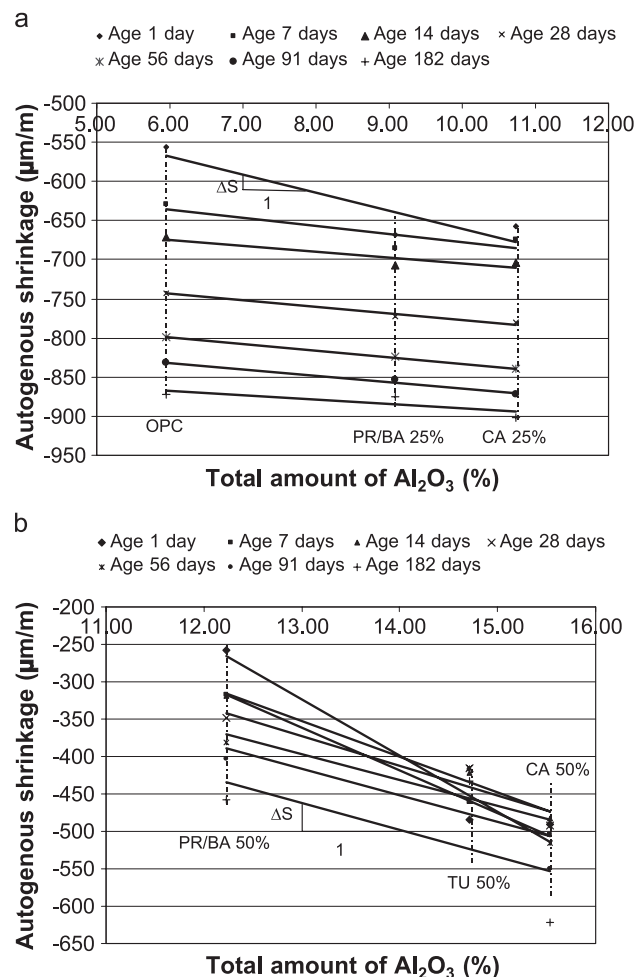 a
♦ Age 1 day ▪ Age 7 days ▲ Age 14 days × Age 28 days
✳ Age 56 days ● Age 91 days + Age 182 days
-500
5.00 6.00 7.00 8.00 9.00 10.00 11.00 12.00
-550
-600
-650
-700
-750
-800
-850
-900
-950
Autogenous shrinkage (µm/m)
ΔS
1
OPC
PR/BA 25%
CA 25%
Total amount of Al₂O₃ (%)
b
♦ Age 1 day ▪ Age 7 days ▲ Age 14 days × Age 28 days
✳ Age 56 days • Age 91 days + Age 182 days
-200
11.00 12.00 13.00 14.00 15.00 16.00
-250
-300
-350
-400
-450
-500
-550
-600
-650
Autogenous shrinkage (µm/m)
CA 50%
ΔS
PR/BA 50%
1
TU 50%
Total amount of Al₂O₃ (%)